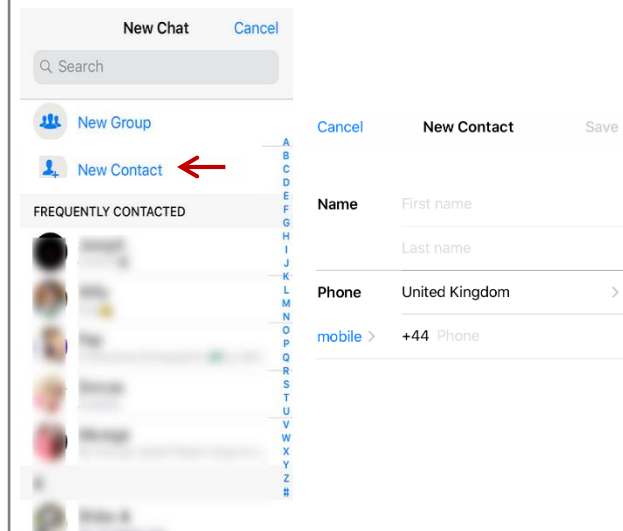 New Chat Cancel
Search
New Group
New Contact
FREQUENTLY CONTACTED
A
B
C
D
E
F
G
H
I
J
K
L
M
N
O
P
Q
R
S
T
U
V
W
X
Y
Z
#
Cancel New Contact Save
Name First name
Last name
Phone United Kingdom
mobile +44 Phone